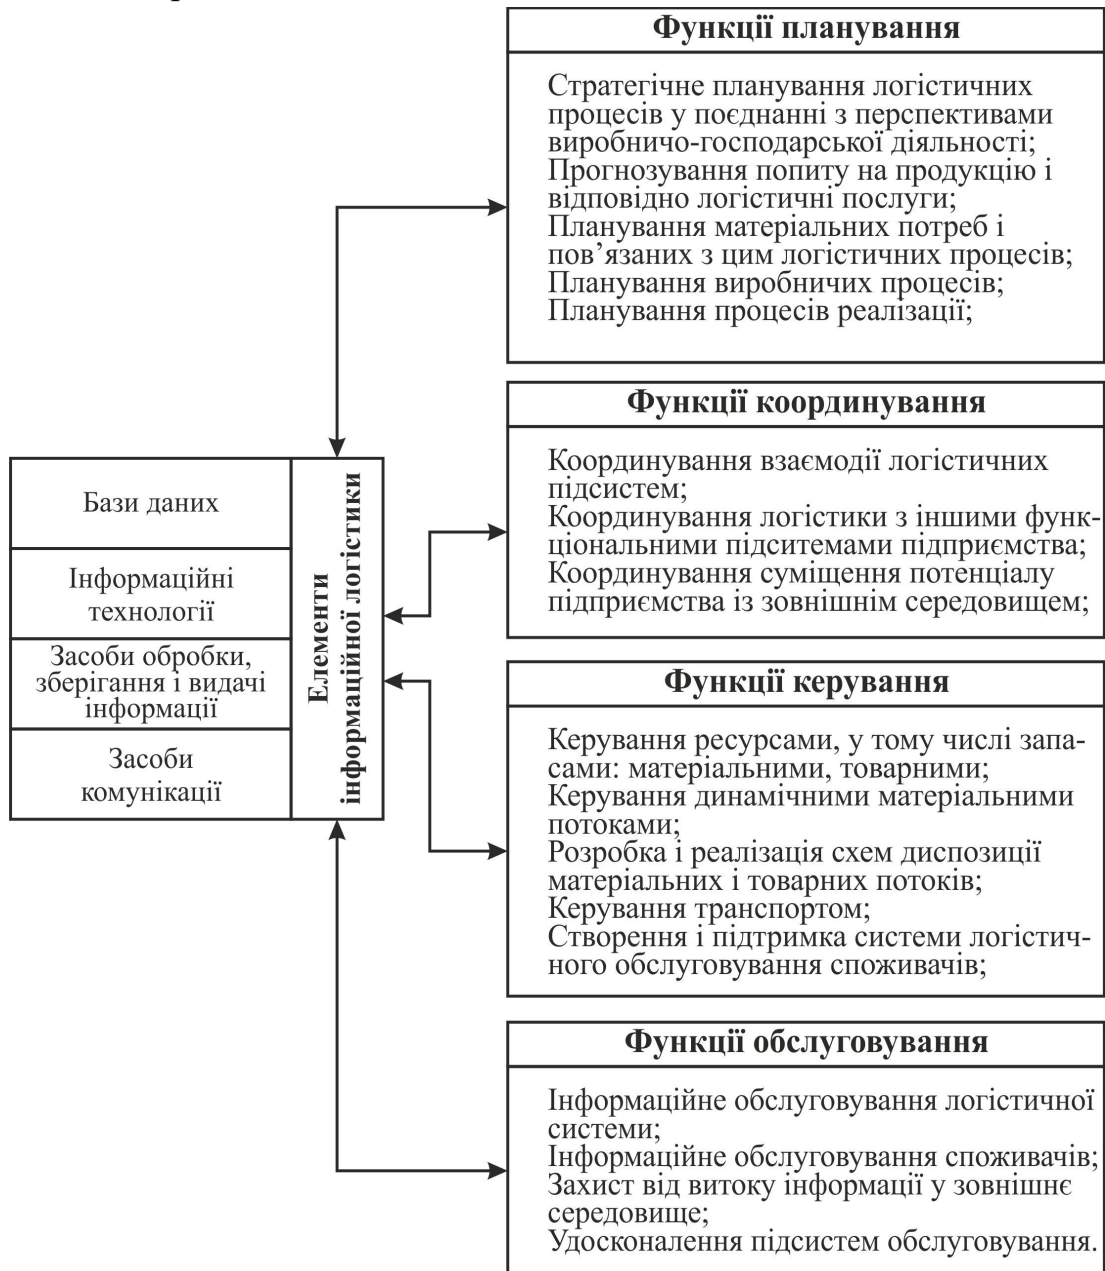 Функції планування
Стратегічне планування логістичних
процесів у поєднанні з перспективами
виробничо-господарської діяльності;
Прогнозування попиту на продукцію і
відповідно логістичні послуги;
Планування матеріальних потреб і
пов’язаних з цим логістичних процесів;
Планування виробничих процесів;
Планування процесів реалізації;
Функції координування
Координування взаємодії логістичних
підсистем;
Координування логістики з іншими функ-
ціональними підситемами підприємства;
Координування суміщення потенціалу
підприємства із зовнішнім середовищем;
Бази даних
Інформаційні
технології
Засоби обробки,
зберігання і видачі
інформації
Засоби
комунікації
Елементи
інформаційної логістики
Функції керування
Керування ресурсами, у тому числі запа-
сами: матеріальними, товарними;
Керування динамічними матеріальними
потоками;
Розробка і реалізація схем диспозиції
матеріальних і товарних потоків;
Керування транспортом;
Створення і підтримка системи логістич-
ного обслуговування споживачів;
Функції обслуговування
Інформаційне обслуговування логістичної
системи;
Інформаційне обслуговування споживачів;
Захист від витоку інформації у зовнішнє
середовище;
Удосконалення підсистем обслуговування.